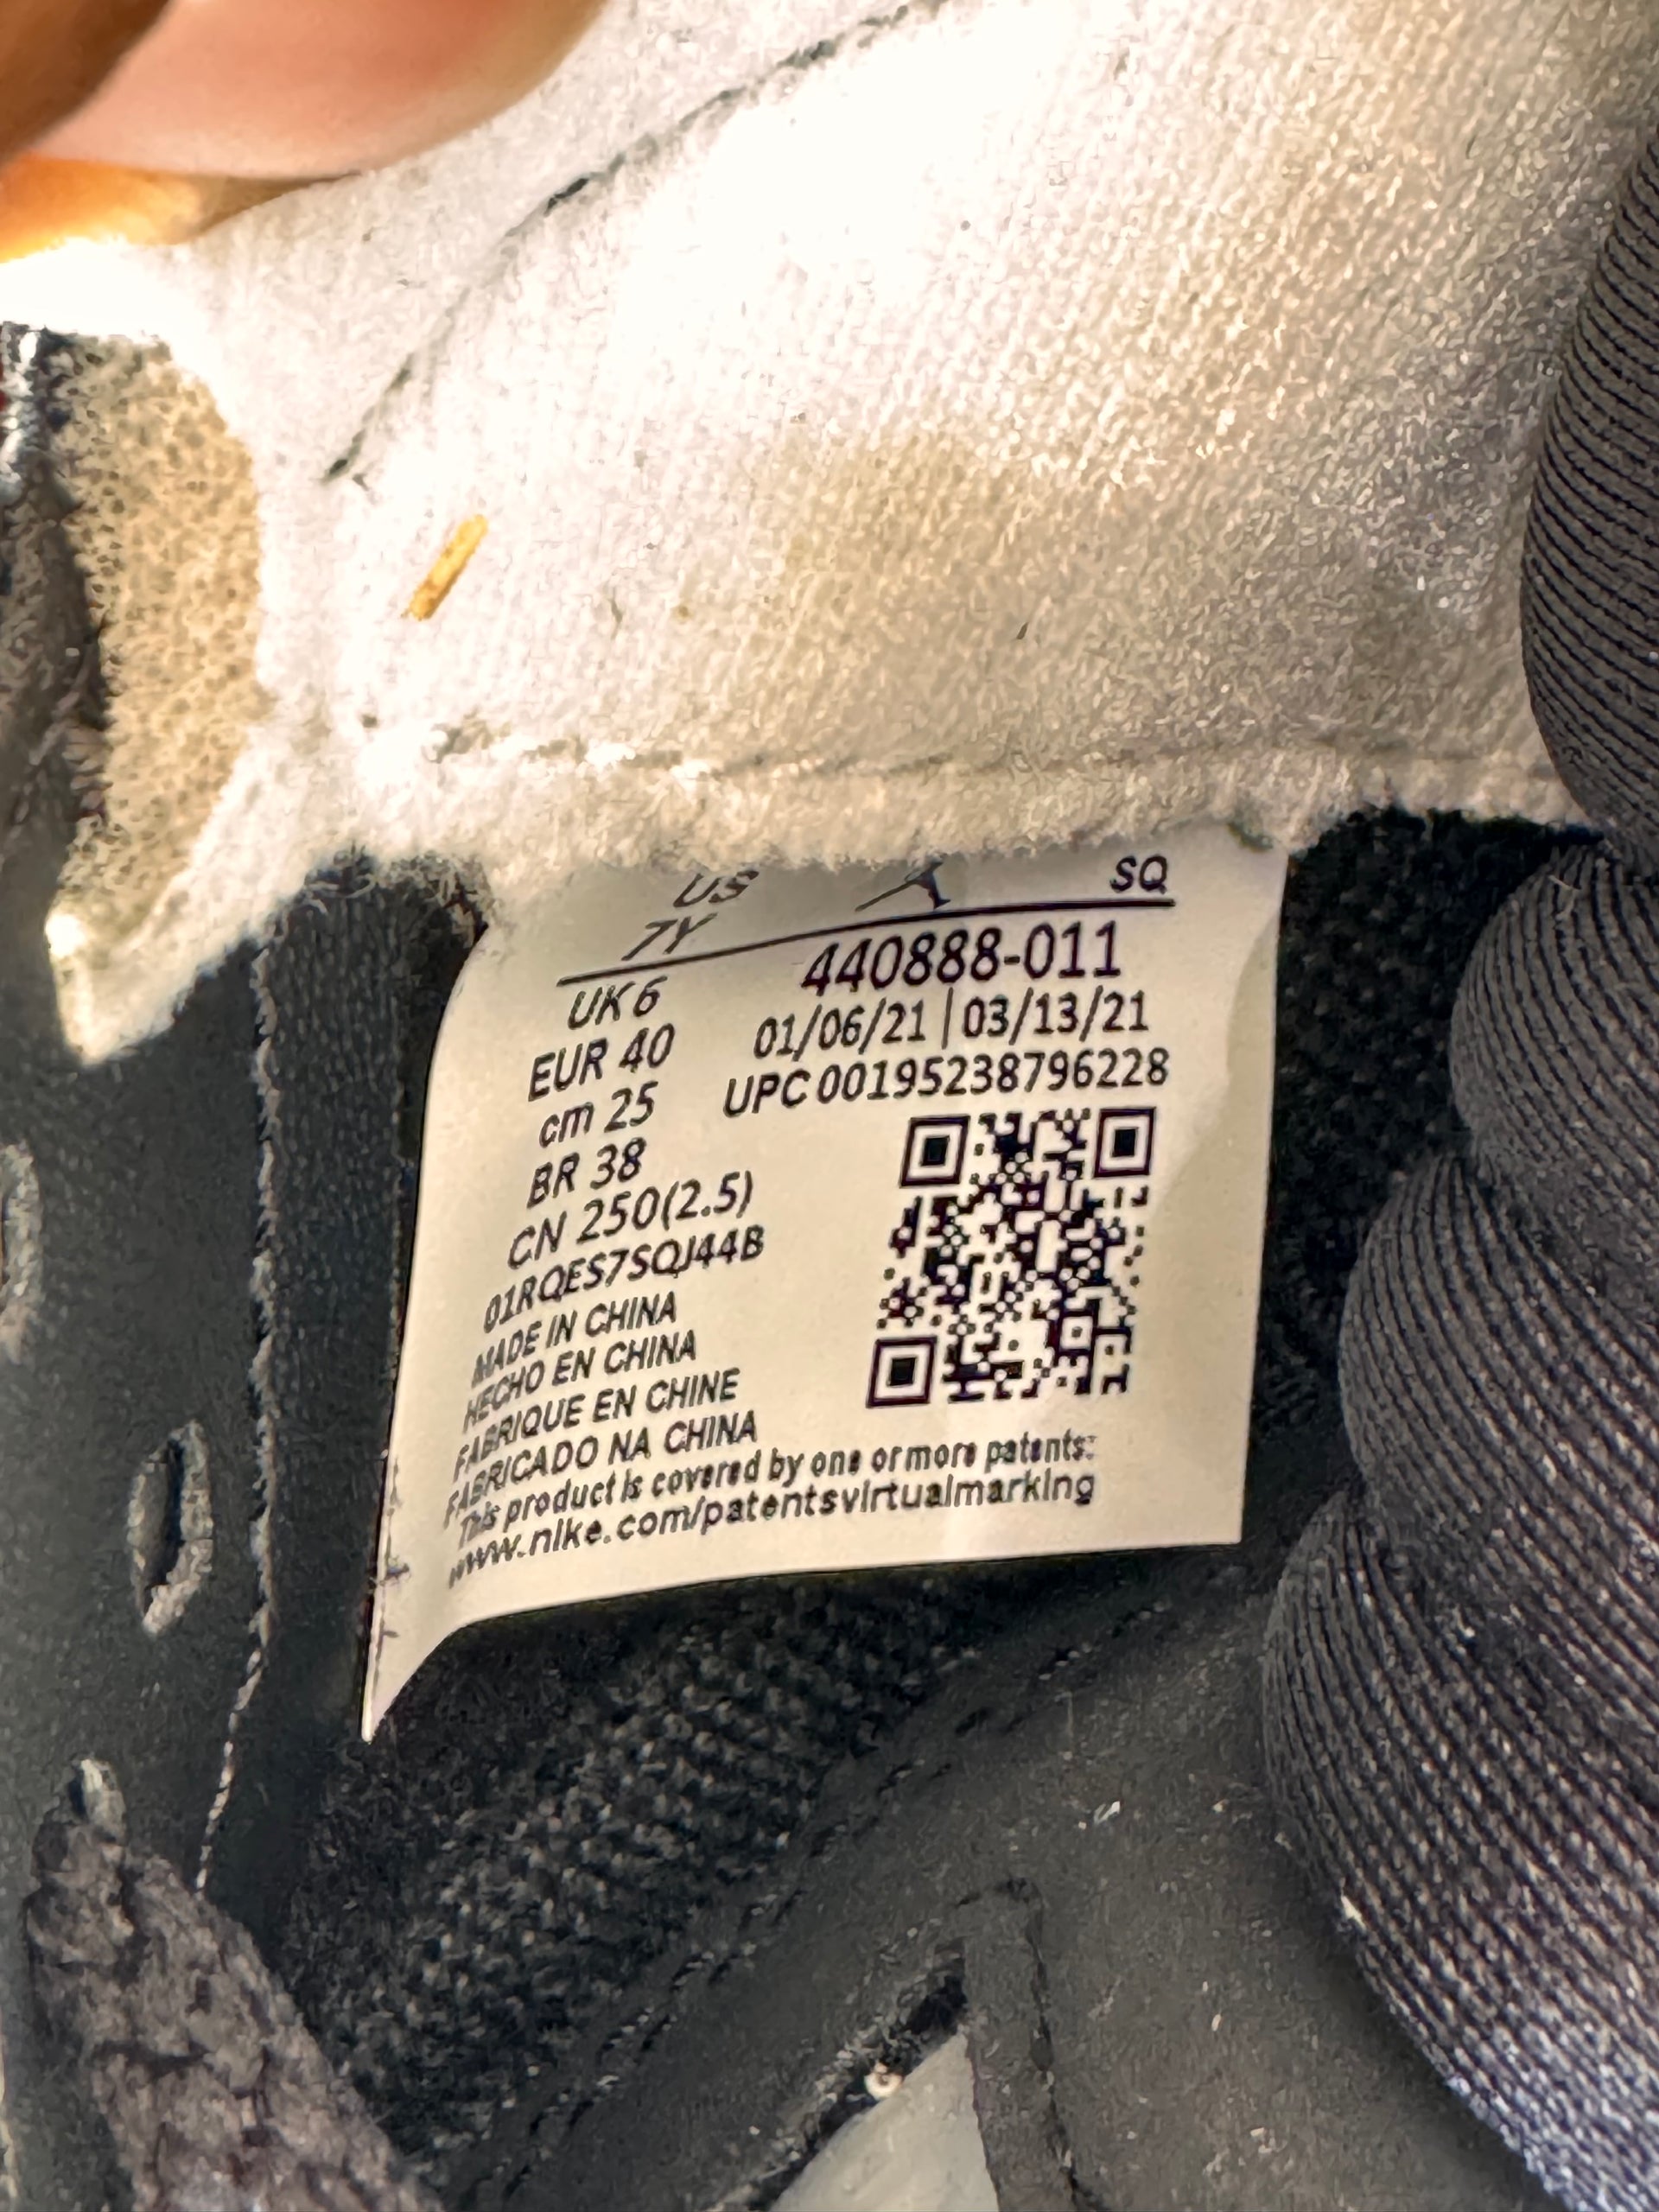 US SQ
7Y
440888-011
UK 6
01/06/21 | 03/13/21
EUR 40
UPC 00195238796228
cm 25
BR 38
CN 250(2.5)
01RQES7SQJ44B
MADE IN CHINA
HECHO EN CHINA
FABRIQUE EN CHINE
FABRICADO NA CHINA
This product is covered by one or more patents:
www.nike.com/patentsvirtualmarking